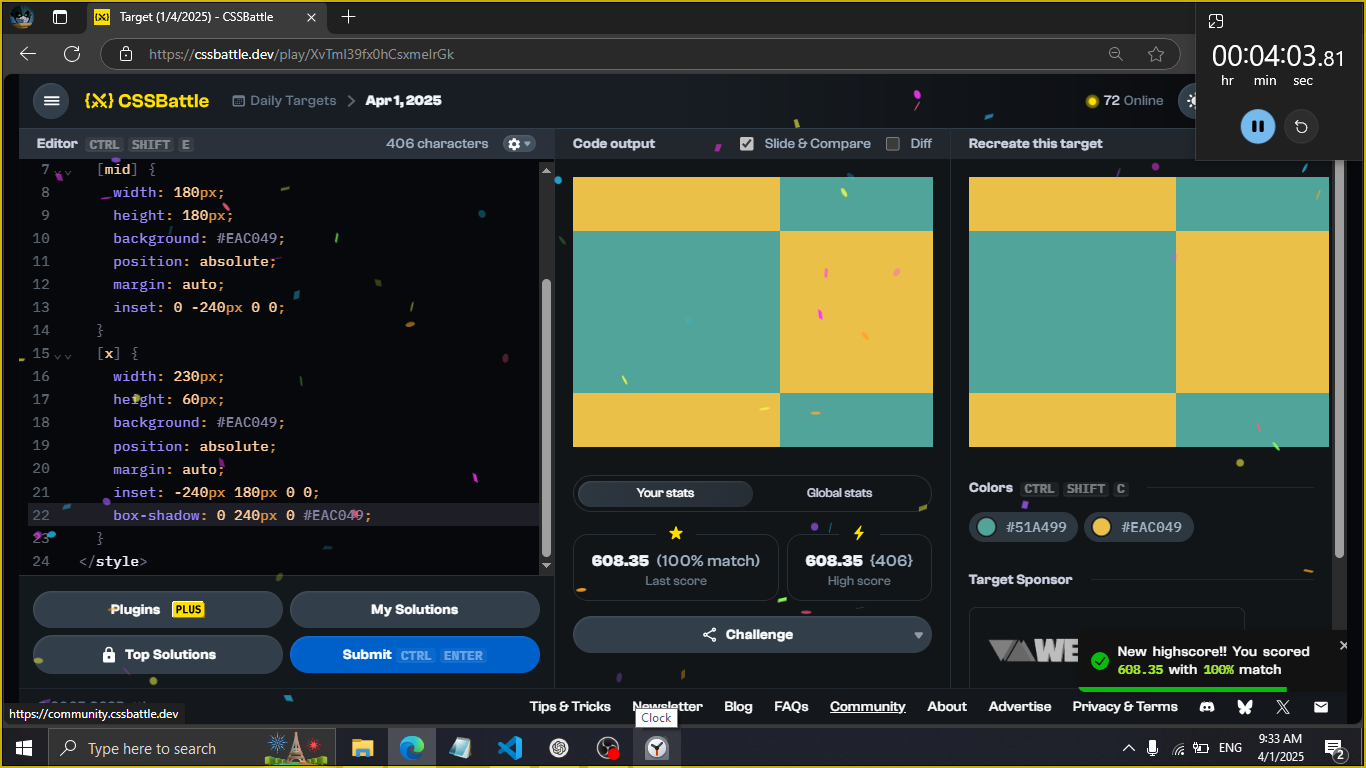 Target (1/4/2025) - CSSBattle
https://cssbattle.dev/play/XvTml39fx0hCsxmeIrGk
00:04:03.81
hr min sec
{X} CSSBattle
Daily Targets
Apr 1, 2025
72 Online
Editor CTRL SHIFT E
406 characters
Code output
Slide & Compare
Diff
Recreate this target
7 [mid] {
8 width: 180px;
9 height: 180px;
10 background: #EAC049;
11 position: absolute;
12 margin: auto;
13 inset: 0 -240px 0 0;
14 }
15 [x] {
16 width: 230px;
17 height: 60px;
18 background: #EAC049;
19 position: absolute;
20 margin: auto;
21 inset: -240px 180px 0 0;
22 box-shadow: 0 240px 0 #EAC049;
23 }
24 </style>
Your stats
Global stats
608.35 (100% match)
Last score
608.35 {406}
High score
Challenge
Colors CTRL SHIFT C
#51A499
#EAC049
Target Sponsor
WE
Plugins PLUS
My Solutions
Top Solutions
Submit CTRL ENTER
New highscore!! You scored
608.35 with 100% match
https://community.cssbattle.dev
Tips & Tricks
Newsletter
Blog
FAQs
Community
About
Advertise
Privacy & Terms
Clock
Type here to search
ENG
9:33 AM
4/1/2025
2